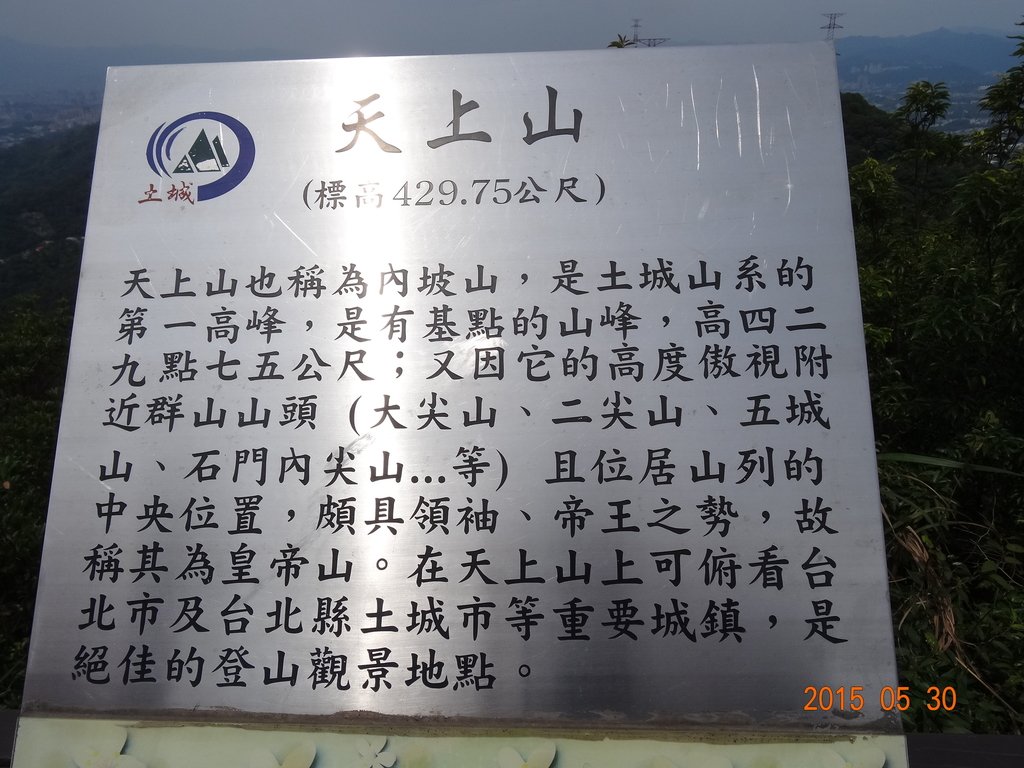 天上山
土城
(標高429.75公尺)
天上山也稱為內坡山，是土城山系的
第一高峰，是有基點的山峰，高四二
九點七五公尺；又因它的高度傲視附
近群山山頭(大尖山、二尖山、五城
山、石門內尖山...等)且位居山列的
中央位置，頗具領袖、帝王之勢，故
稱其為皇帝山。在天上山上可俯看台
北市及台北縣土城市等重要城鎮，是
絕佳的登山觀景地點。
2015 05 30